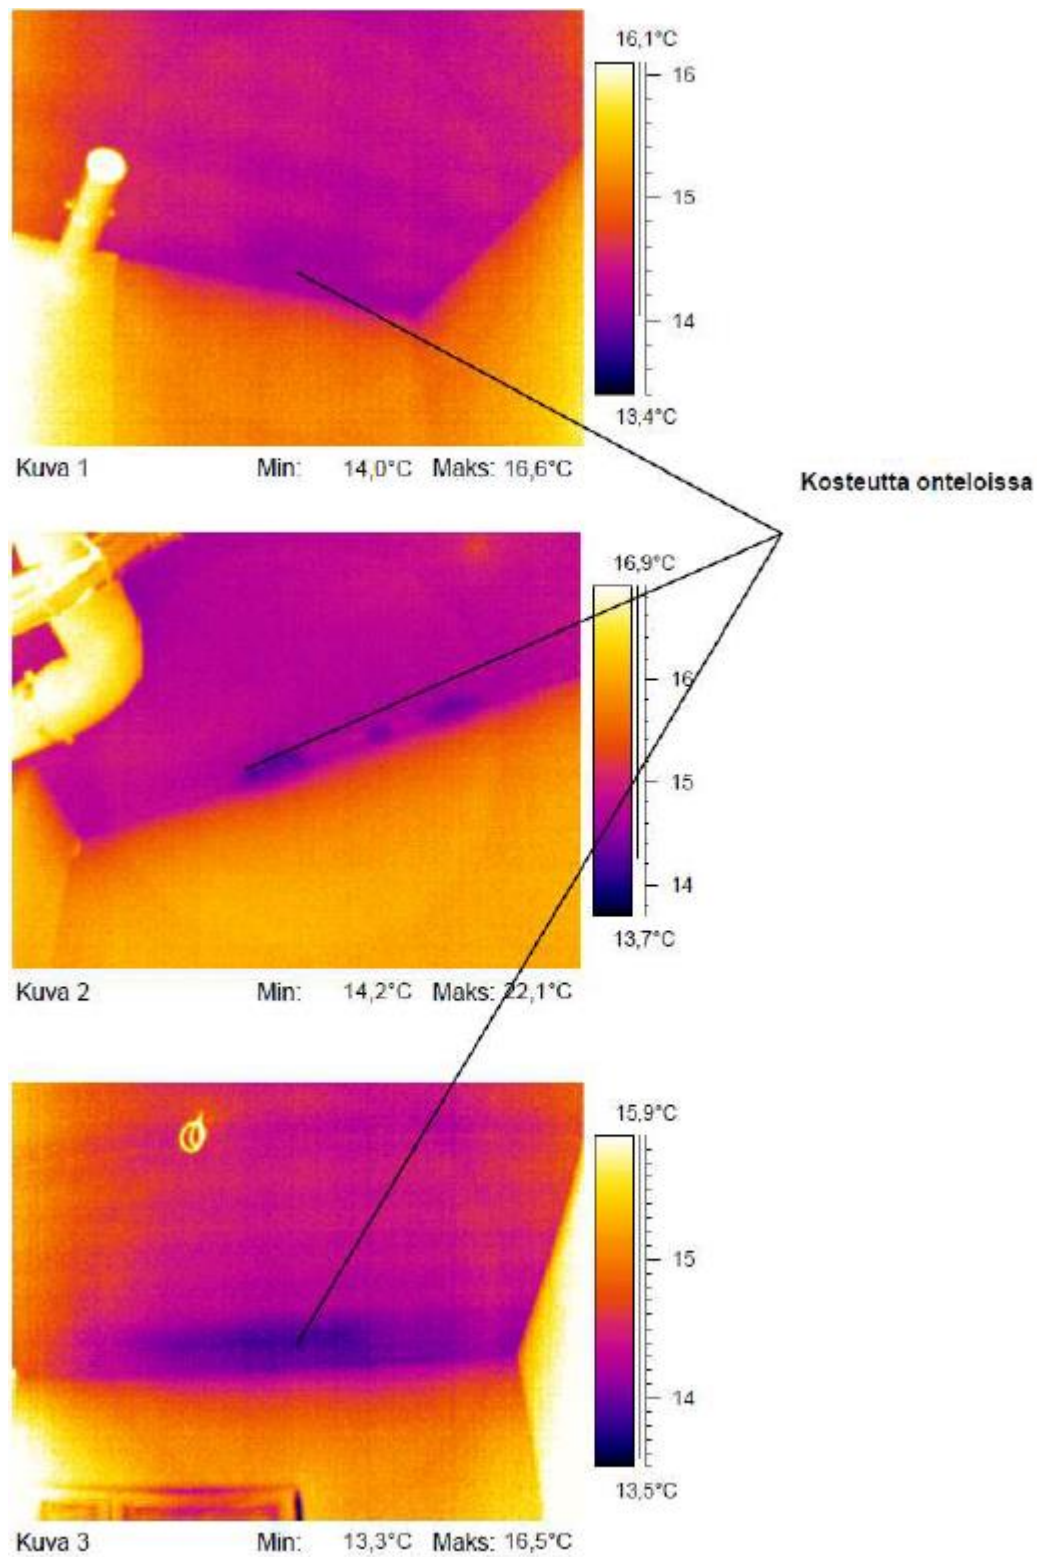 16,1°C
16
15
14
13,4°C
Kuva 1 Min: 14,0°C Maks: 16,6°C
Kosteutta onteloissa
16,9°C
16
15
14
13,7°C
Kuva 2 Min: 14,2°C Maks: 22,1°C
15,9°C
15
14
13,5°C
Kuva 3 Min: 13,3°C Maks: 16,5°C